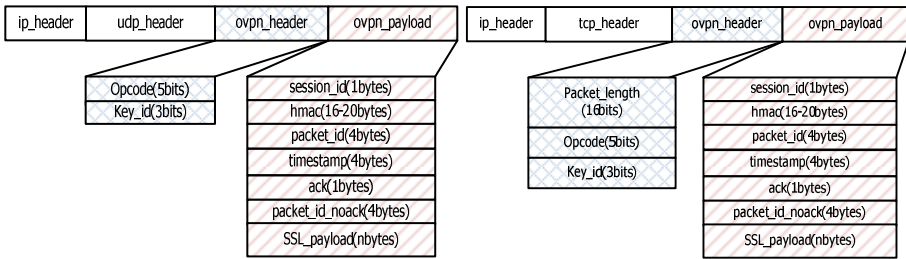 ip_header udp_header ovpn_header ovpn_payload
Opcode(5bits)
Key_id(3bits)
session_id(1bytes)
hmac(16-20bytes)
packet_id(4bytes)
timestamp(4bytes)
ack(1bytes)
packet_id_noack(4bytes)
SSL_payload(nbytes)
ip_header tcp_header ovpn_header ovpn_payload
Packet_length
(16bits)
Opcode(5bits)
Key_id(3bits)
session_id(1bytes)
hmac(16-20bytes)
packet_id(4bytes)
timestamp(4bytes)
ack(1bytes)
packet_id_noack(4bytes)
SSL_payload(nbytes)